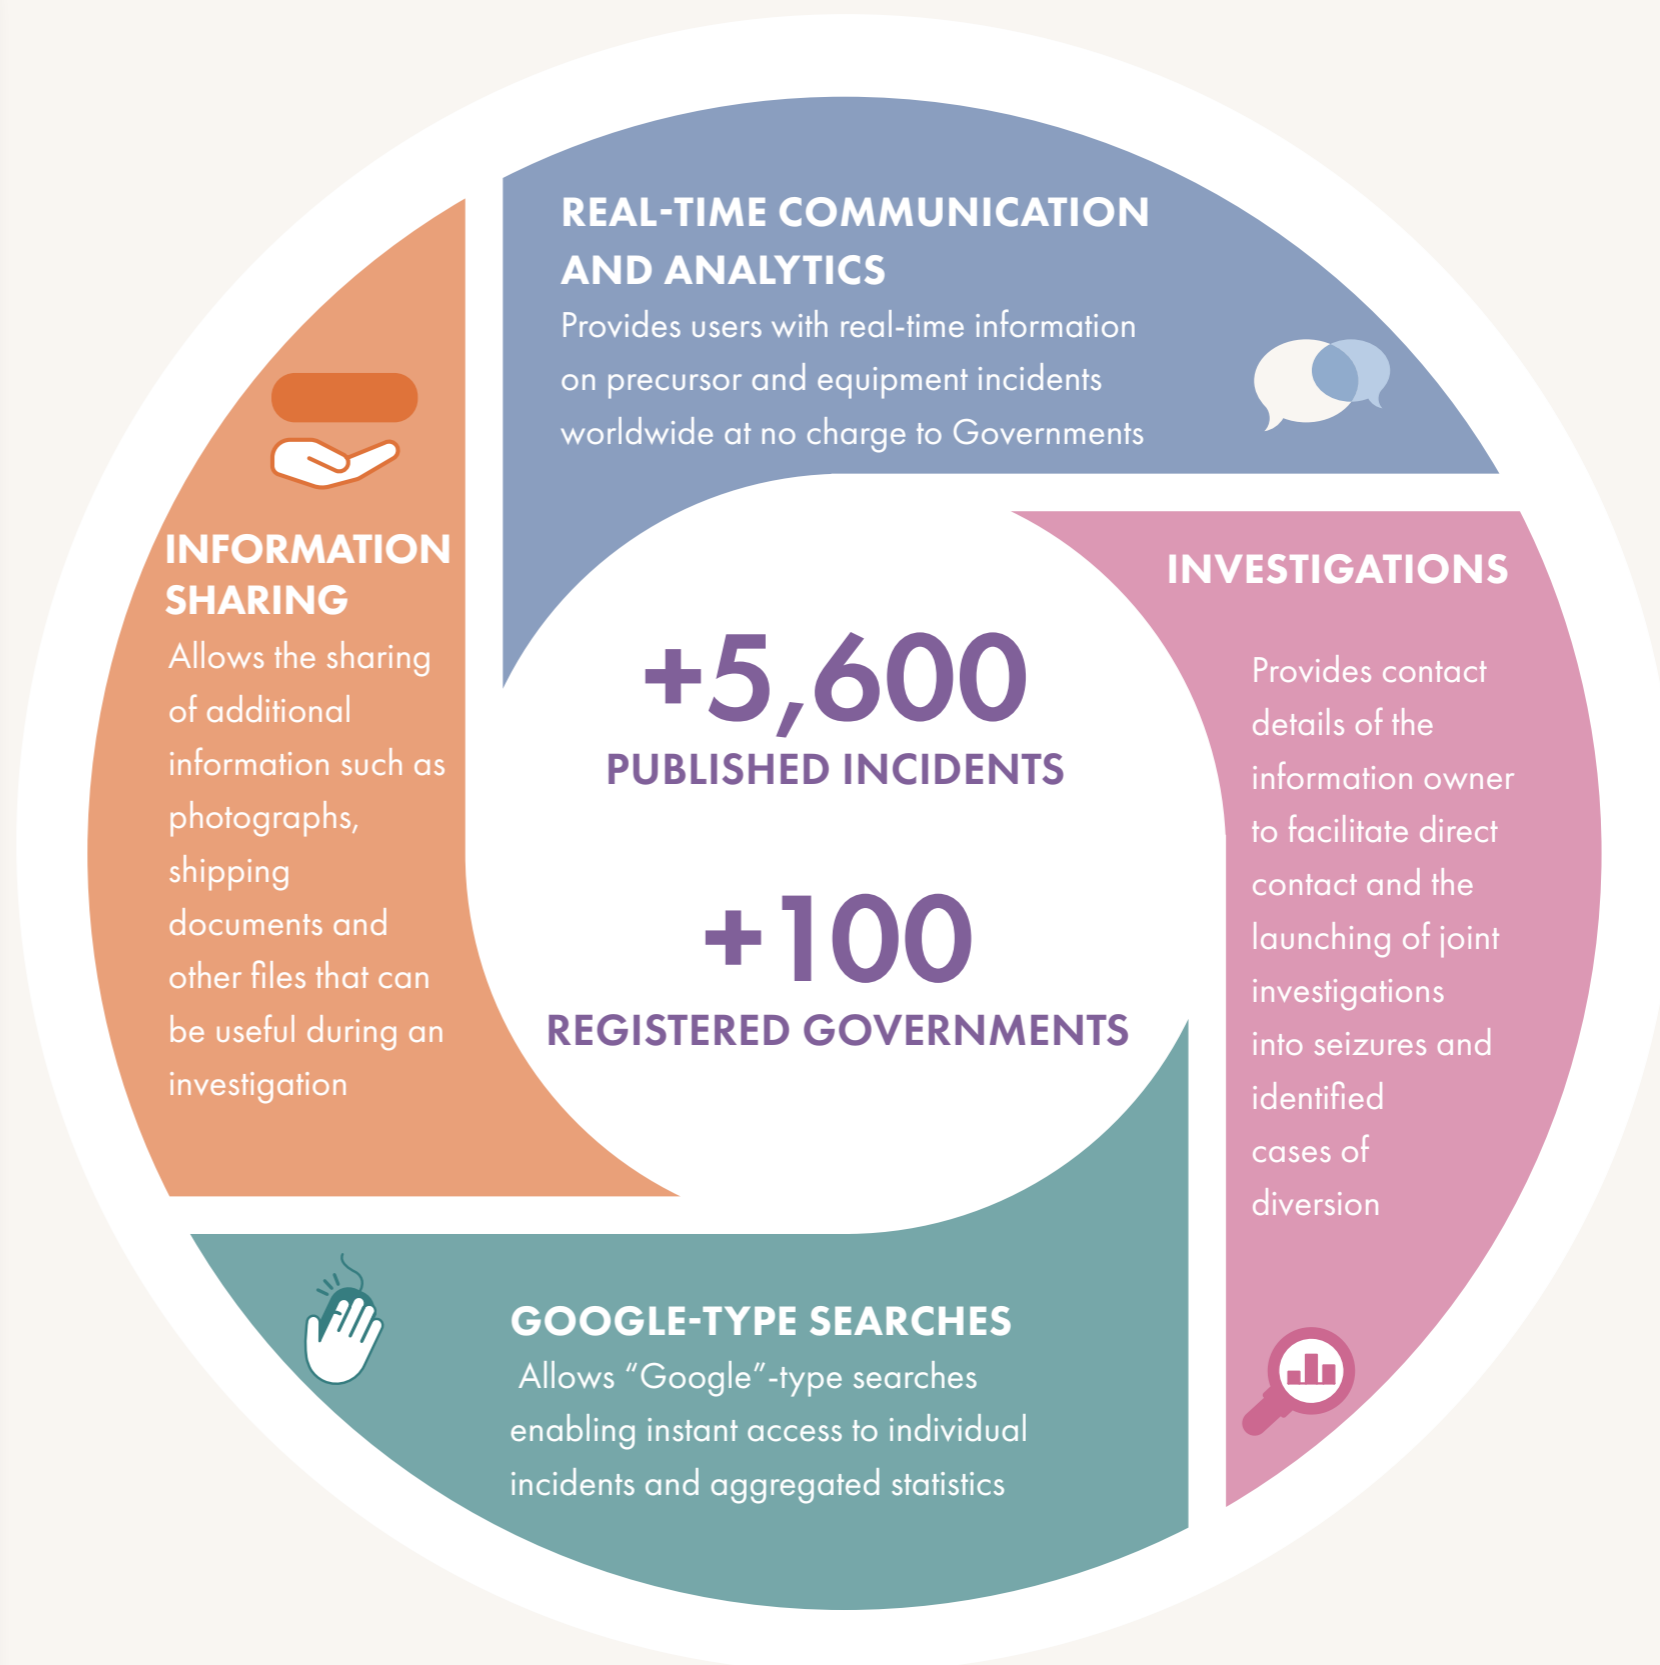 REAL-TIME COMMUNICATION
AND ANALYTICS
Provides users with real-time information
on precursor and equipment incidents
worldwide at no charge to Governments
INFORMATION
SHARING
Allows the sharing
of additional
information such as
photographs,
shipping
documents and
other files that can
be useful during an
investigation
+5,600
PUBLISHED INCIDENTS
+100
REGISTERED GOVERNMENTS
INVESTIGATIONS
Provides contact
details of the
information owner
to facilitate direct
contact and the
launching of joint
investigations
into seizures and
identified
cases of
diversion
GOOGLE-TYPE SEARCHES
Allows “Google”-type searches
enabling instant access to individual
incidents and aggregated statistics